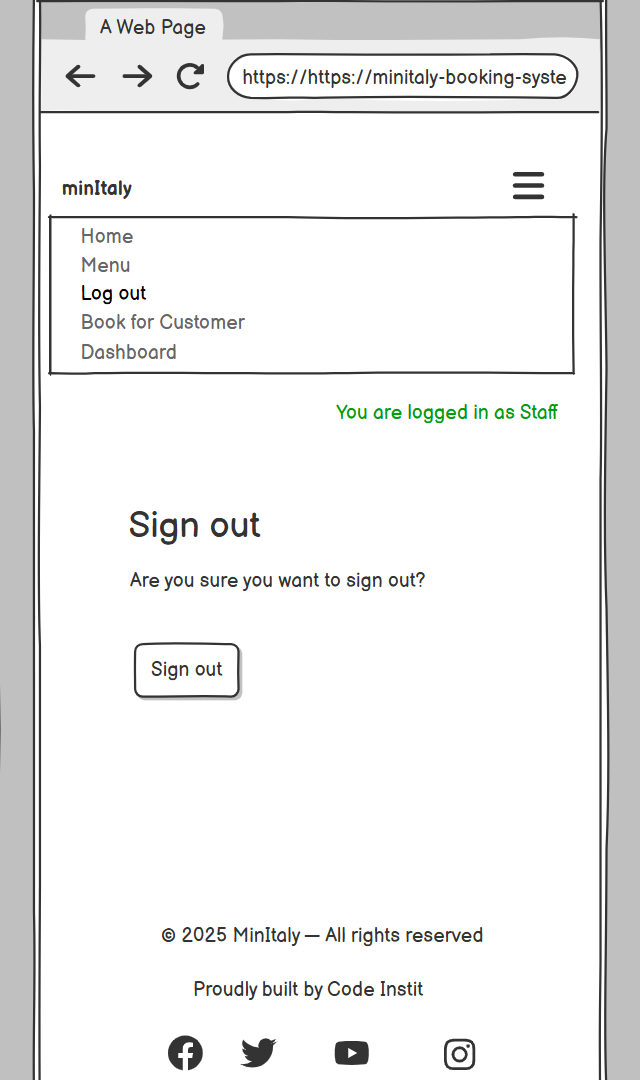 A Web Page
https://https://minitaly-booking-syste
minItaly
Home
Menu
Log out
Book for Customer
Dashboard
You are logged in as Staff
Sign out
Are you sure you want to sign out?
Sign out
© 2025 MinItaly — All rights reserved
Proudly built by Code Instit